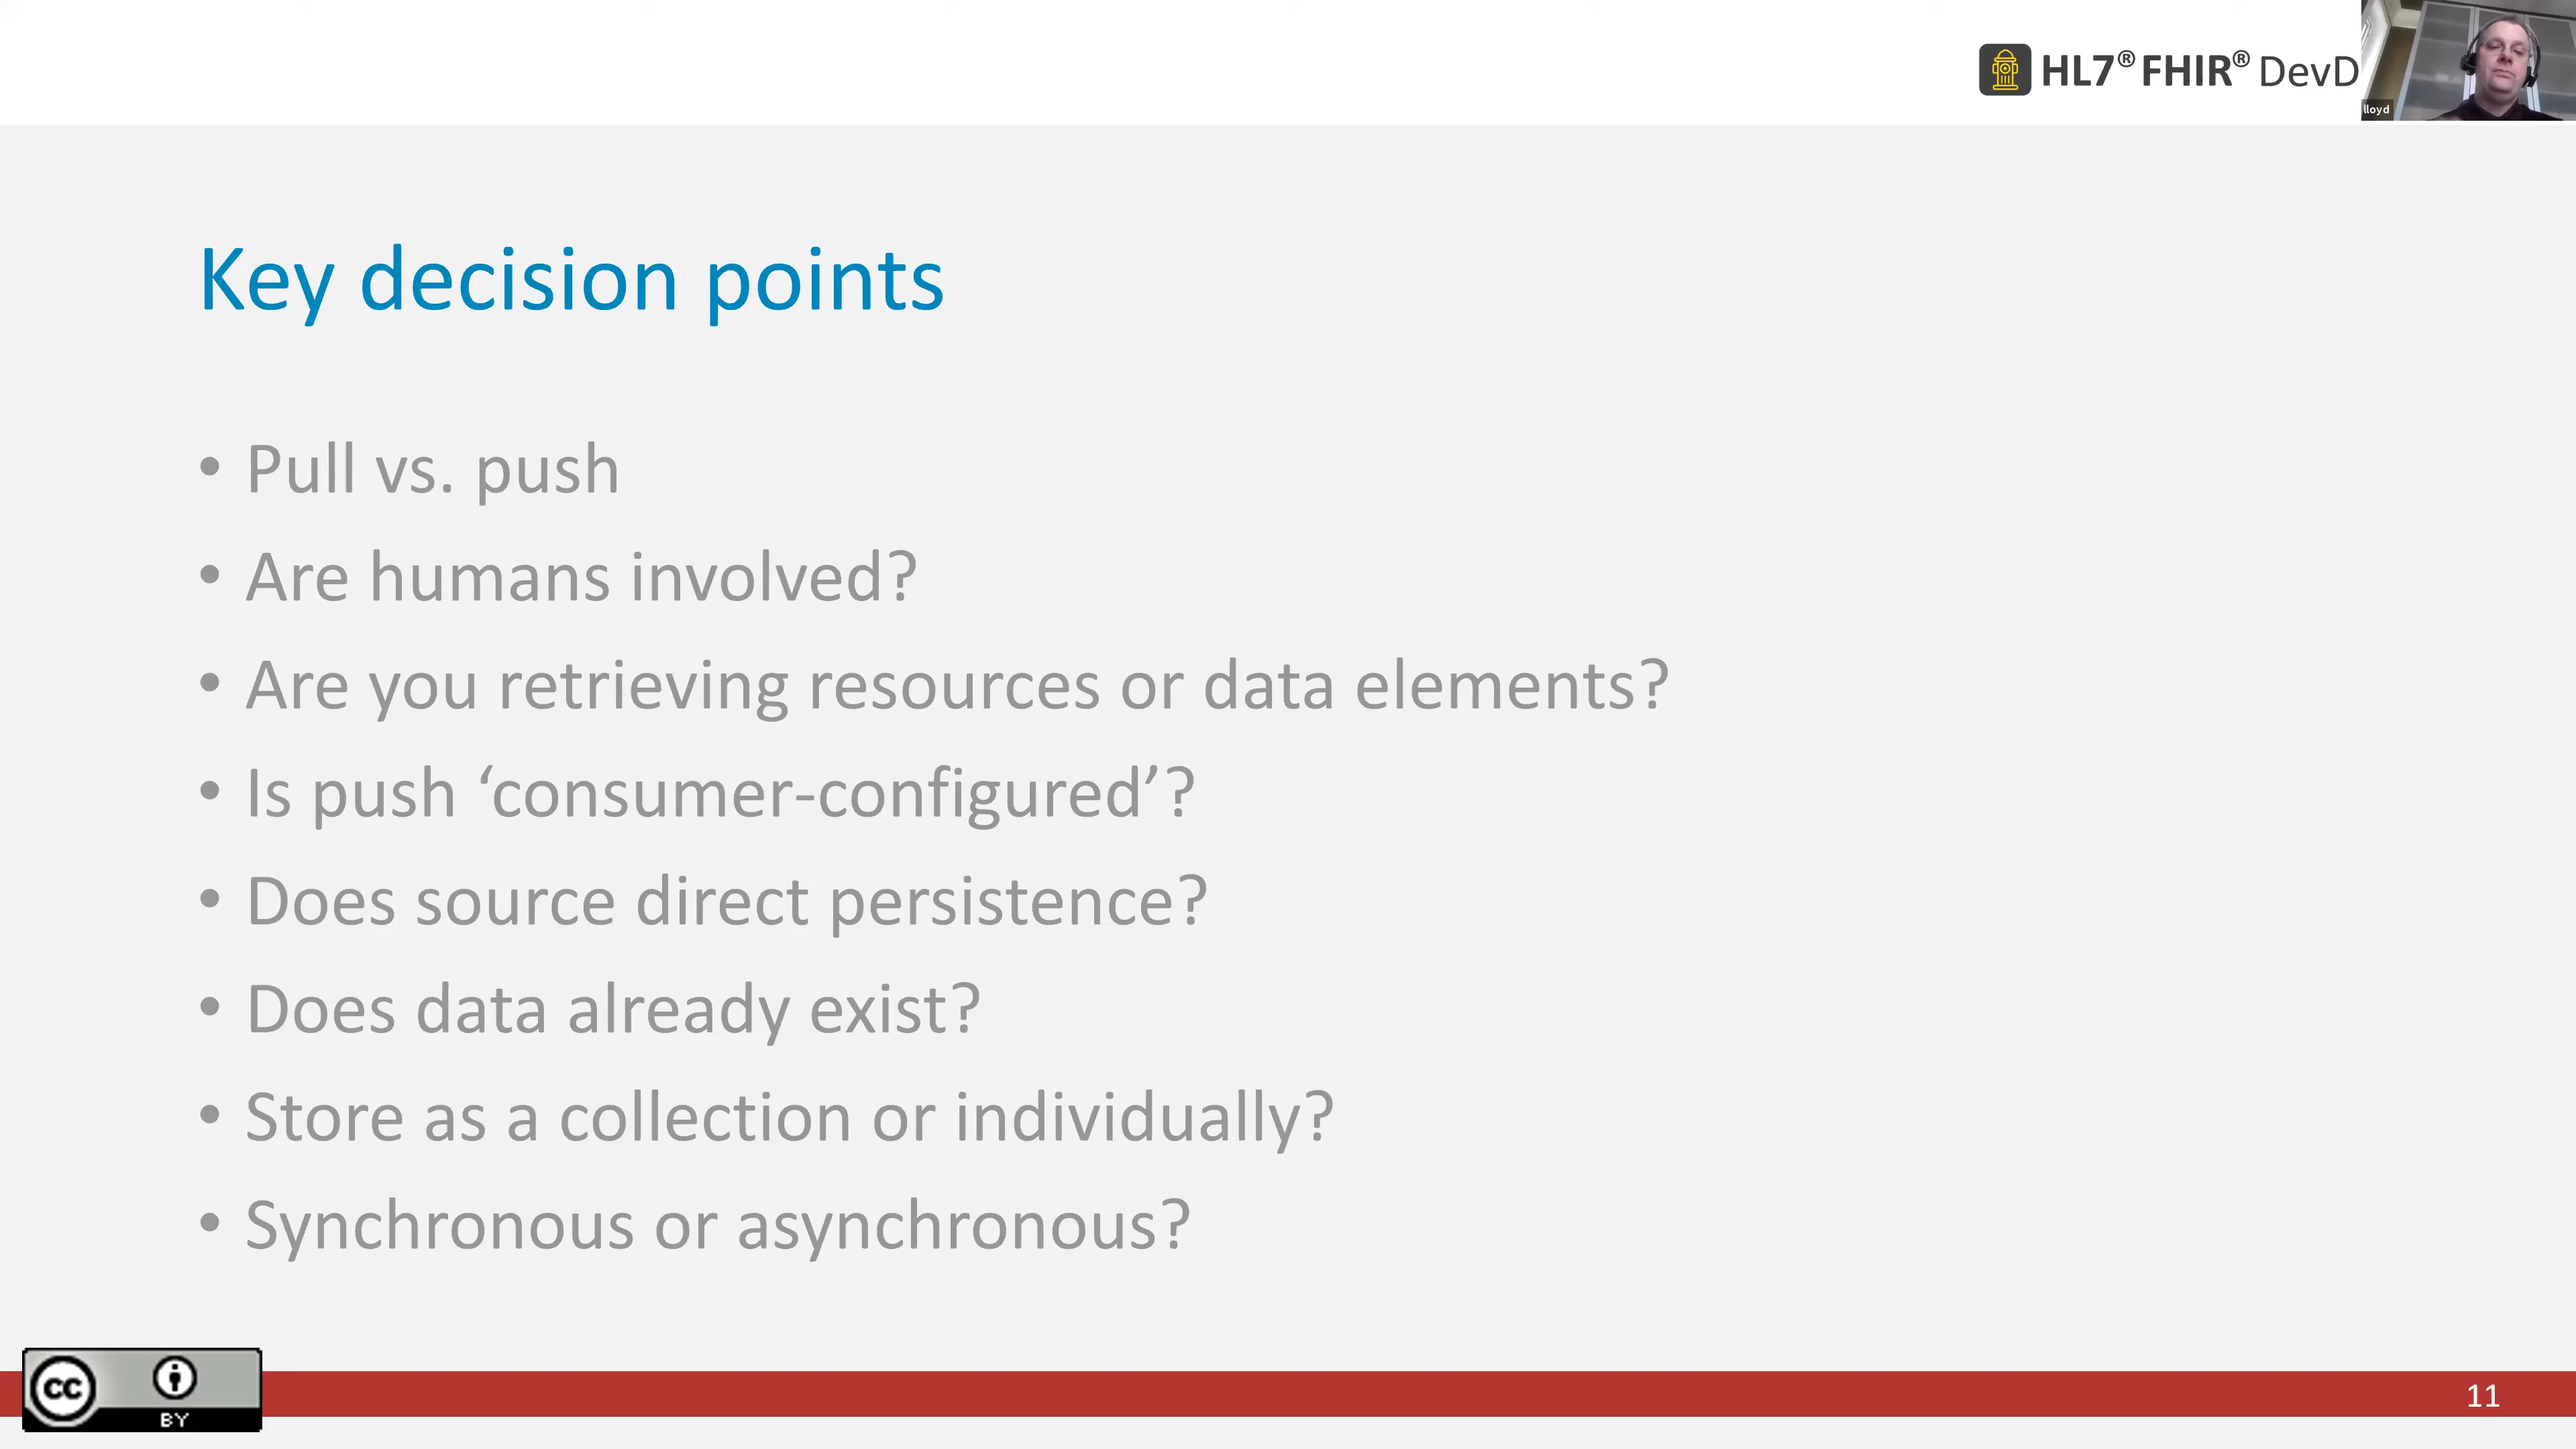 HL7® FHIR® DevD
lloyd
Key decision points
• Pull vs. push
• Are humans involved?
• Are you retrieving resources or data elements?
• Is push ‘consumer-configured’?
• Does source direct persistence?
• Does data already exist?
• Store as a collection or individually?
• Synchronous or asynchronous?
CC
BY
11